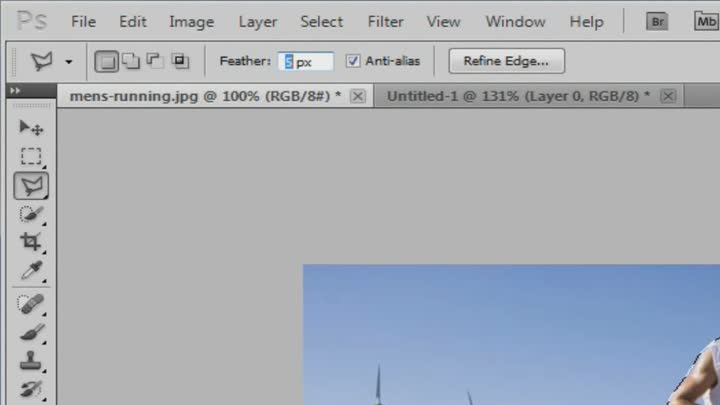 Ps File Edit Image Layer Select Filter View Window Help Br Mb
Feather: 5 px Anti-alias Refine Edge...
mens-running.jpg @ 100% (RGB/8#) * Untitled-1 @ 131% (Layer 0, RGB/8) *